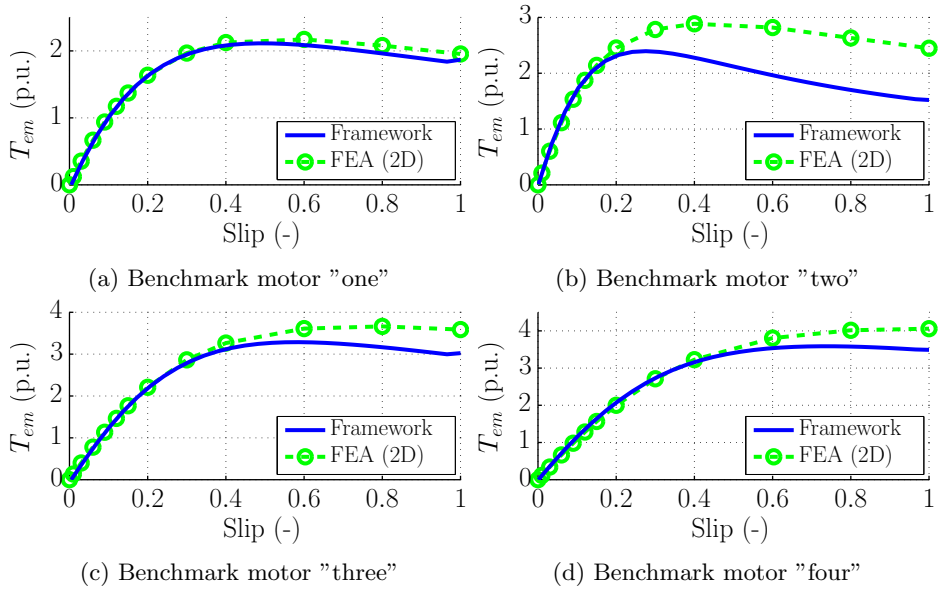 2
1
0
T_em (p.u.)
Framework
FEA (2D)
0 0.2 0.4 0.6 0.8 1
Slip (-)
(a) Benchmark motor ”one”
3
2
1
0
T_em (p.u.)
Framework
FEA (2D)
0 0.2 0.4 0.6 0.8 1
Slip (-)
(b) Benchmark motor ”two”
4
3
2
1
0
T_em (p.u.)
Framework
FEA (2D)
0 0.2 0.4 0.6 0.8 1
Slip (-)
(c) Benchmark motor ”three”
4
3
2
1
0
T_em (p.u.)
Framework
FEA (2D)
0 0.2 0.4 0.6 0.8 1
Slip (-)
(d) Benchmark motor ”four”